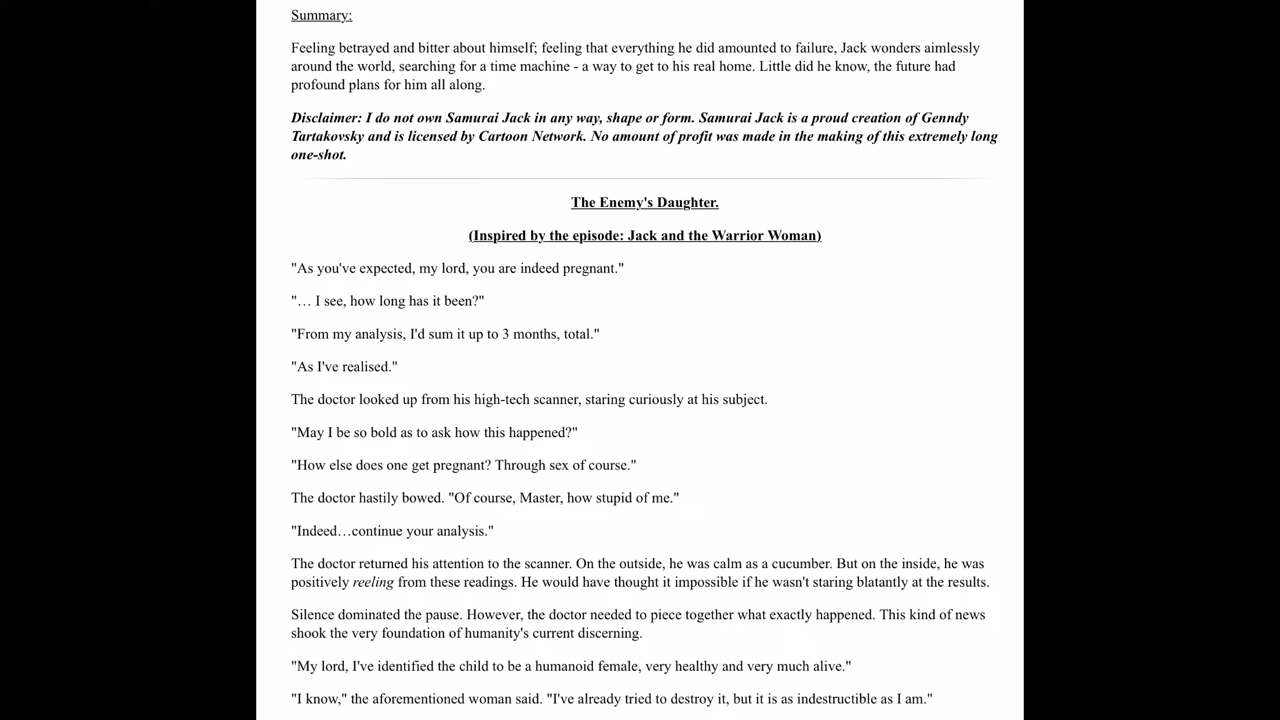 Summary:
Feeling betrayed and bitter about himself; feeling that everything he did amounted to failure, Jack wonders aimlessly
around the world, searching for a time machine - a way to get to his real home. Little did he know, the future had
profound plans for him all along.
Disclaimer: I do not own Samurai Jack in any way, shape or form. Samurai Jack is a proud creation of Genndy
Tartakovsky and is licensed by Cartoon Network. No amount of profit was made in the making of this extremely long
one-shot.
The Enemy's Daughter.
(Inspired by the episode: Jack and the Warrior Woman)
"As you've expected, my lord, you are indeed pregnant."
"… I see, how long has it been?"
"From my analysis, I'd sum it up to 3 months, total."
"As I've realised."
The doctor looked up from his high-tech scanner, staring curiously at his subject.
"May I be so bold as to ask how this happened?"
"How else does one get pregnant? Through sex of course."
The doctor hastily bowed. "Of course, Master, how stupid of me."
"Indeed…continue your analysis."
The doctor returned his attention to the scanner. On the outside, he was calm as a cucumber. But on the inside, he was
positively reeling from these readings. He would have thought it impossible if he wasn't staring blatantly at the results.
Silence dominated the pause. However, the doctor needed to piece together what exactly happened. This kind of news
shook the very foundation of humanity's current discerning.
"My lord, I've identified the child to be a humanoid female, very healthy and very much alive."
"I know," the aforementioned woman said. "I've already tried to destroy it, but it is as indestructible as I am."